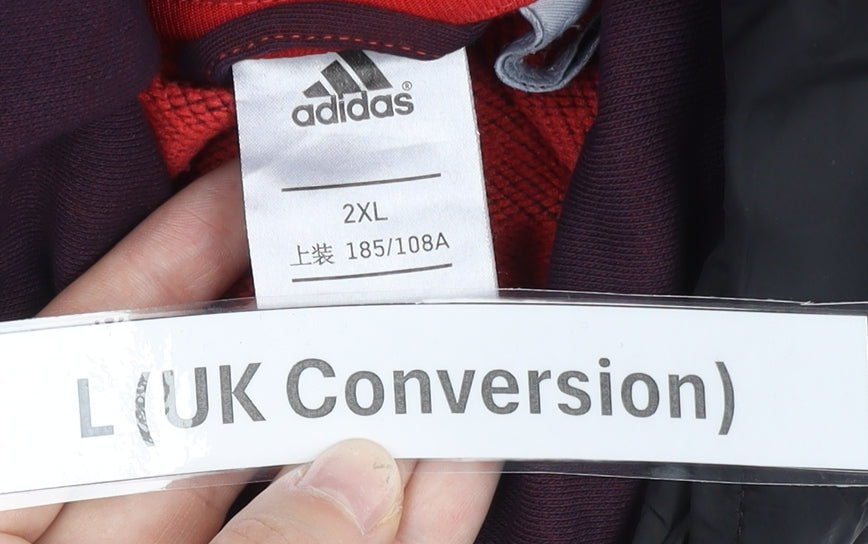 adidas®
2XL
上装 185/108A
L (UK Conversion)